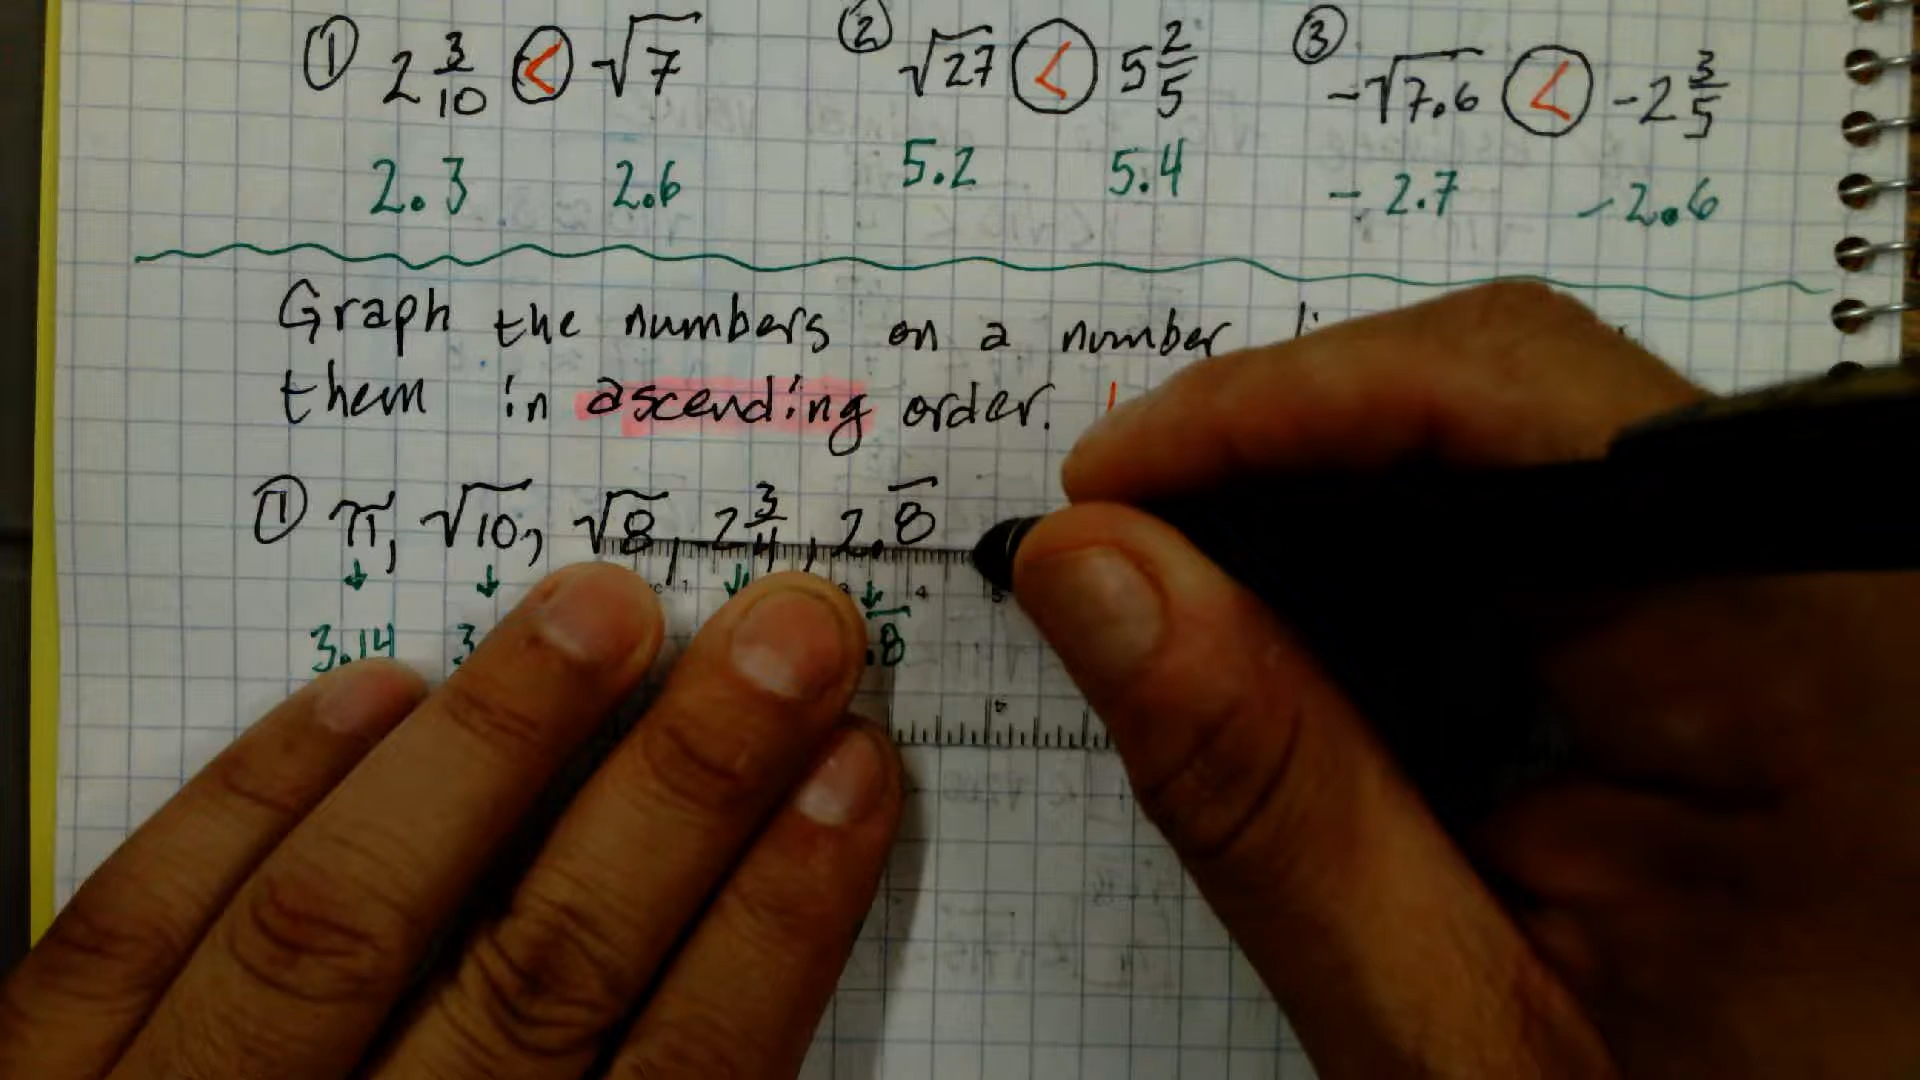 ① 2 3/10 < √7 ② √27 < 5 2/5 ③ -√7.6 < -2 3/5
2.3 2.6 5.2 5.4 -2.7 -2.6
Graph the numbers on a number
them in ascending order.
① π, √10, √8, 2 3/4, 2.8̅
↓ ↓ ↓ ↓
3.14 3 .8̅